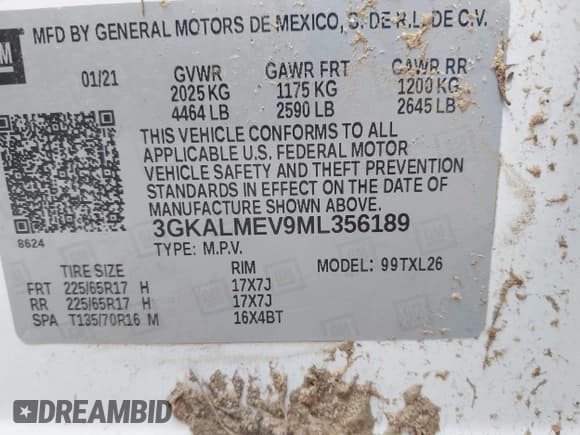 GM
MFD BY GENERAL MOTORS DE MEXICO, S. DE R.L. DE C.V.
01/21 GVWR GAWR FRT GAWR RR
2025 KG 1175 KG 1200 KG
4464 LB 2590 LB 2645 LB
THIS VEHICLE CONFORMS TO ALL
APPLICABLE U.S. FEDERAL MOTOR
VEHICLE SAFETY AND THEFT PREVENTION
STANDARDS IN EFFECT ON THE DATE OF
MANUFACTURE SHOWN ABOVE.
8624
3GKALMEV9ML356189
TYPE: M.P.V.
TIRE SIZE RIM MODEL: 99TXL26
FRT 225/65R17 H 17X7J
RR 225/65R17 H 17X7J
SPA T135/70R16 M 16X4BT
DREAMBID